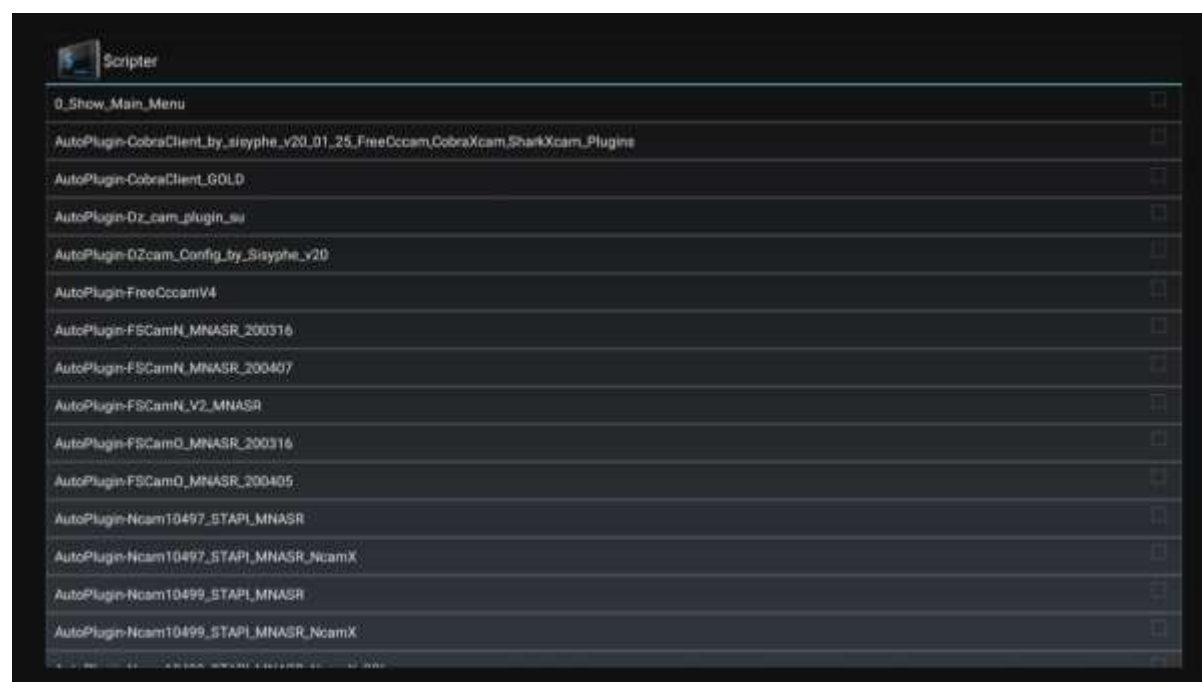 Scripter
0_Show_Main_Menu
AutoPlugin-CobraClient_by_sisyphe_v20_01_25_FreeCccam,CobraXcam,SharkXcam_Plugins
AutoPlugin-CobraClient_GOLD
AutoPlugin-Dz_cam_plugin_su
AutoPlugin-DZcam_Config_by_Sisyphe_v20
AutoPlugin-FreeCccamV4
AutoPlugin-FSCamN_MNASR_200316
AutoPlugin-FSCamN_MNASR_200407
AutoPlugin-FSCamN_V2_MNASR
AutoPlugin-FSCamO_MNASR_200316
AutoPlugin-FSCamO_MNASR_200405
AutoPlugin-Ncam10497_STAPI_MNASR
AutoPlugin-Ncam10497_STAPI_MNASR_NcamX
AutoPlugin-Ncam10499_STAPI_MNASR
AutoPlugin-Ncam10499_STAPI_MNASR_NcamX